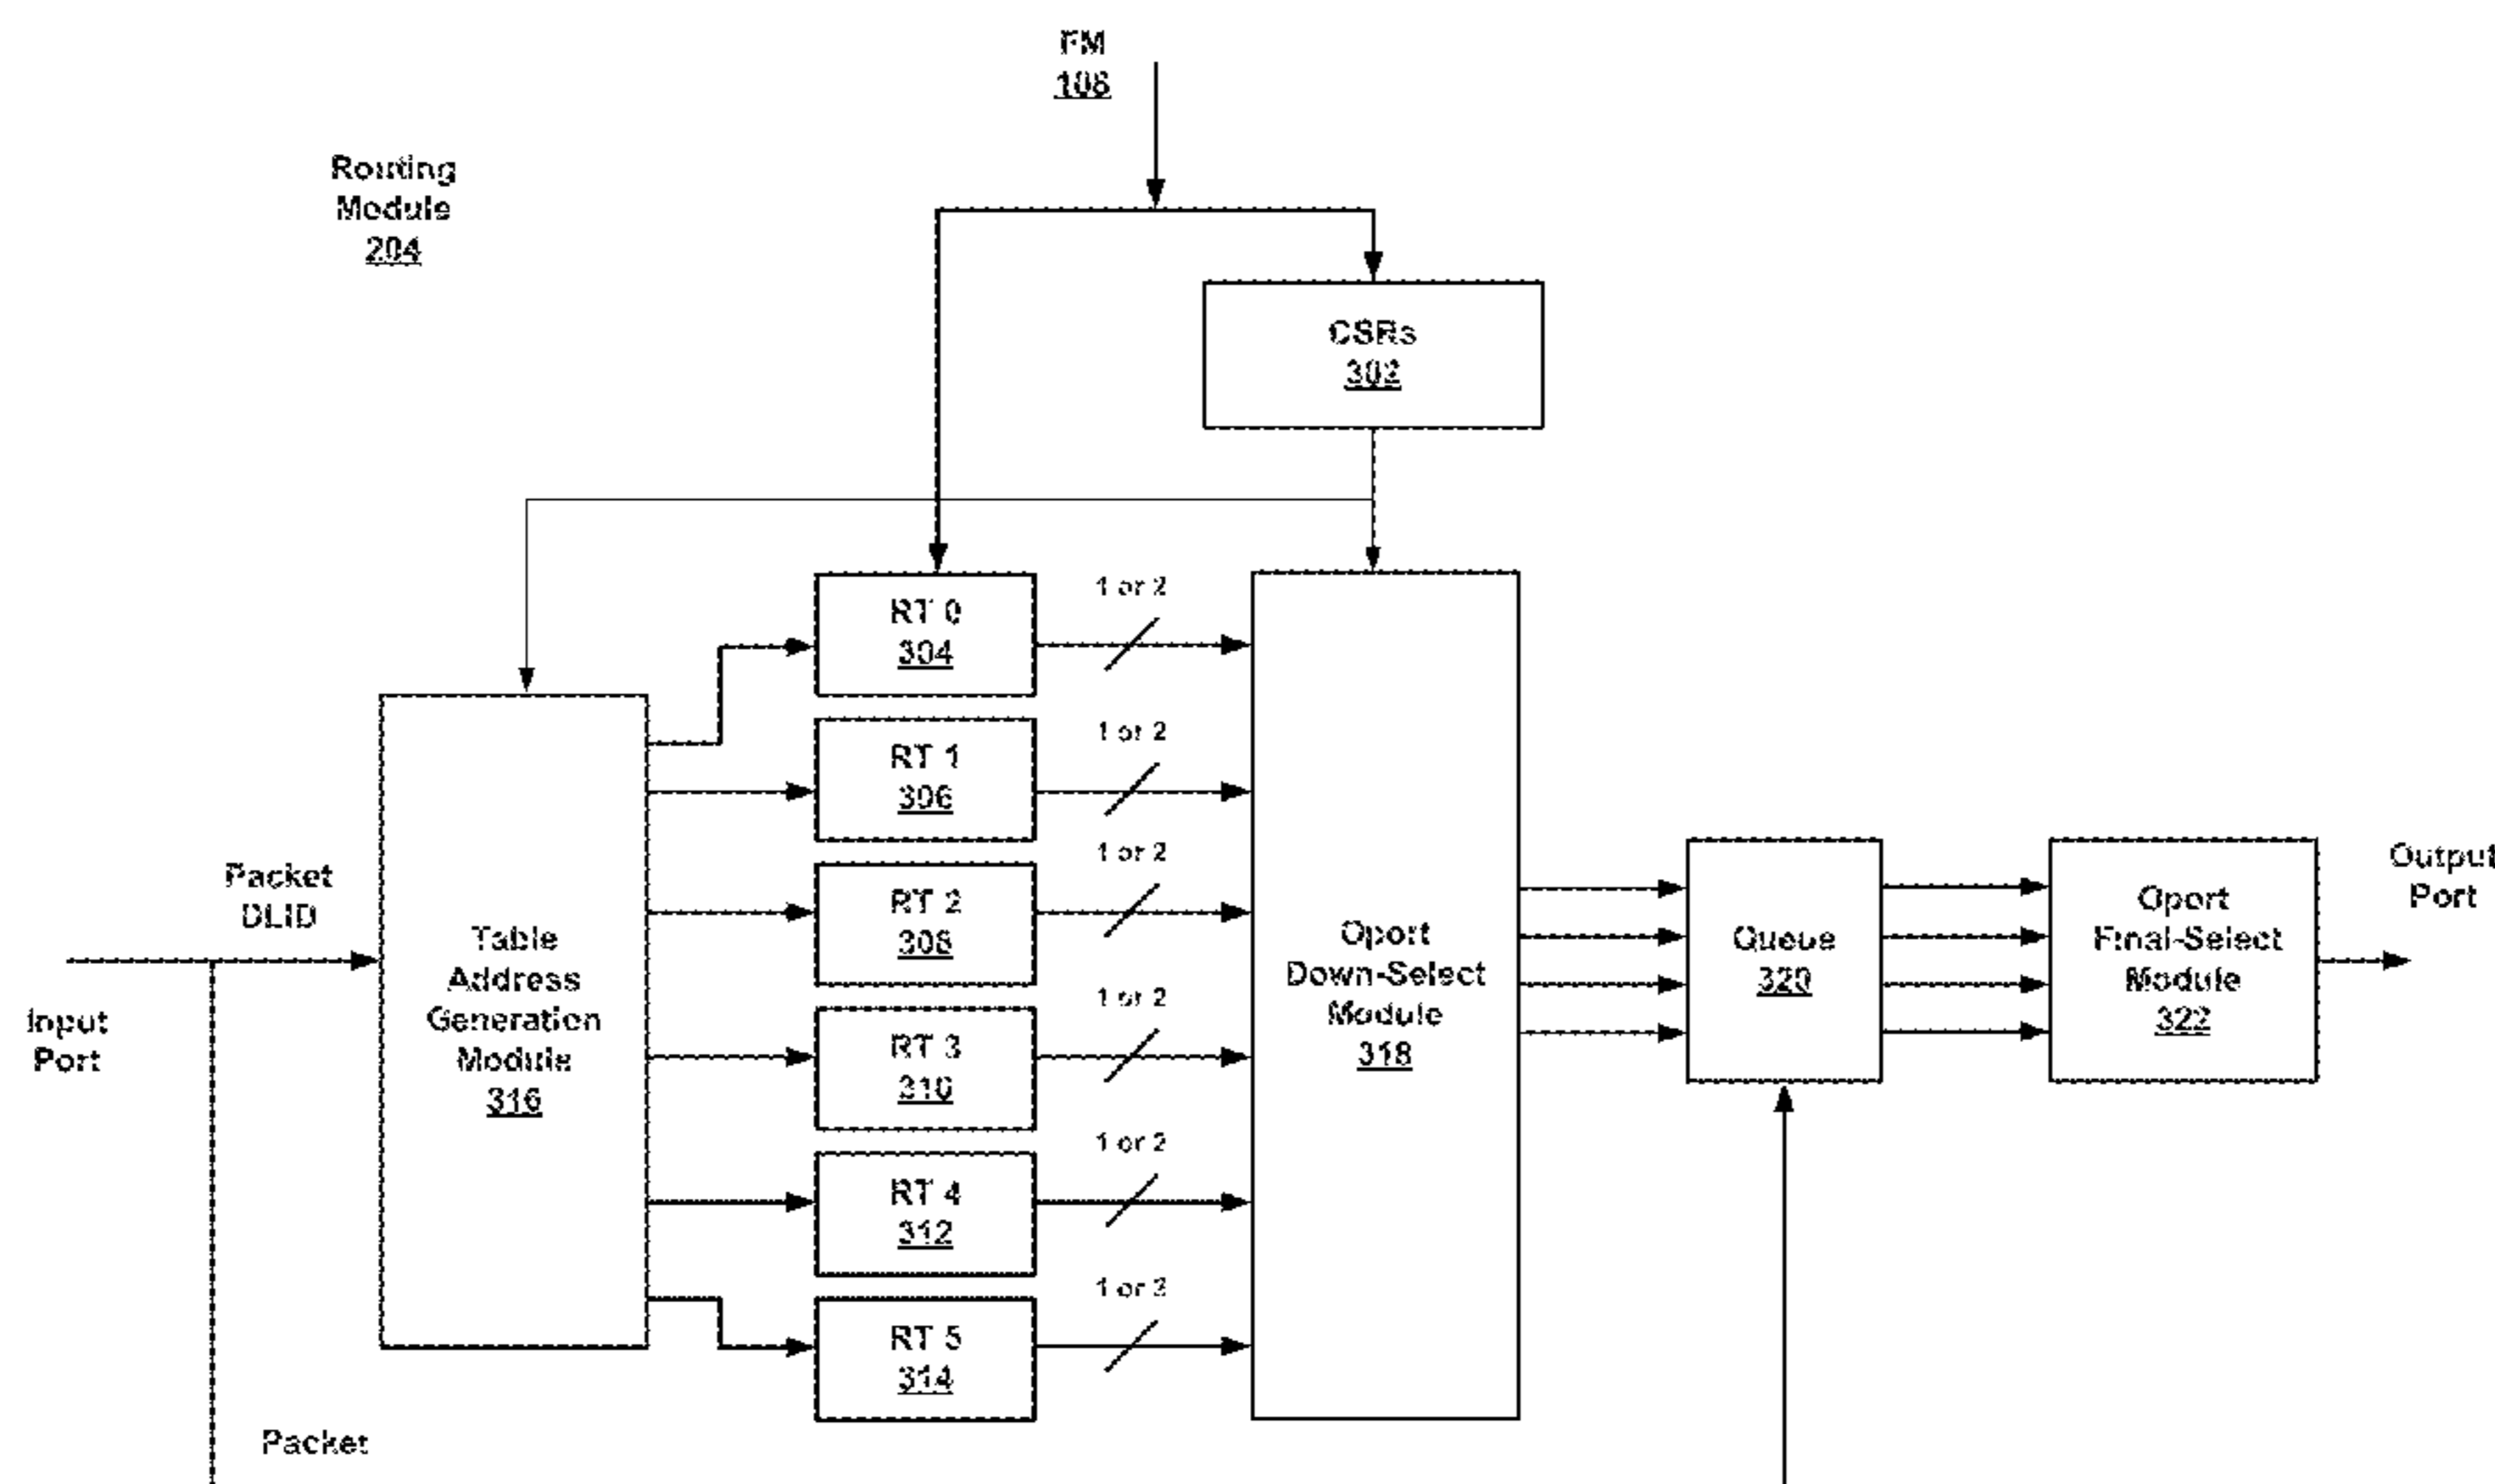 FM
108
Routing
Module
204
CSRs
302
RT 0
304
1 or 2
RT 1
306
1 or 2
RT 2
308
1 or 2
RT 3
310
1 or 2
RT 4
312
1 or 2
RT 5
314
1 or 2
Packet
DLID
Input
Port
Table
Address
Generation
Module
316
Oport
Down-Select
Module
318
Queue
320
Oport
Final-Select
Module
322
Output
Port
Packet